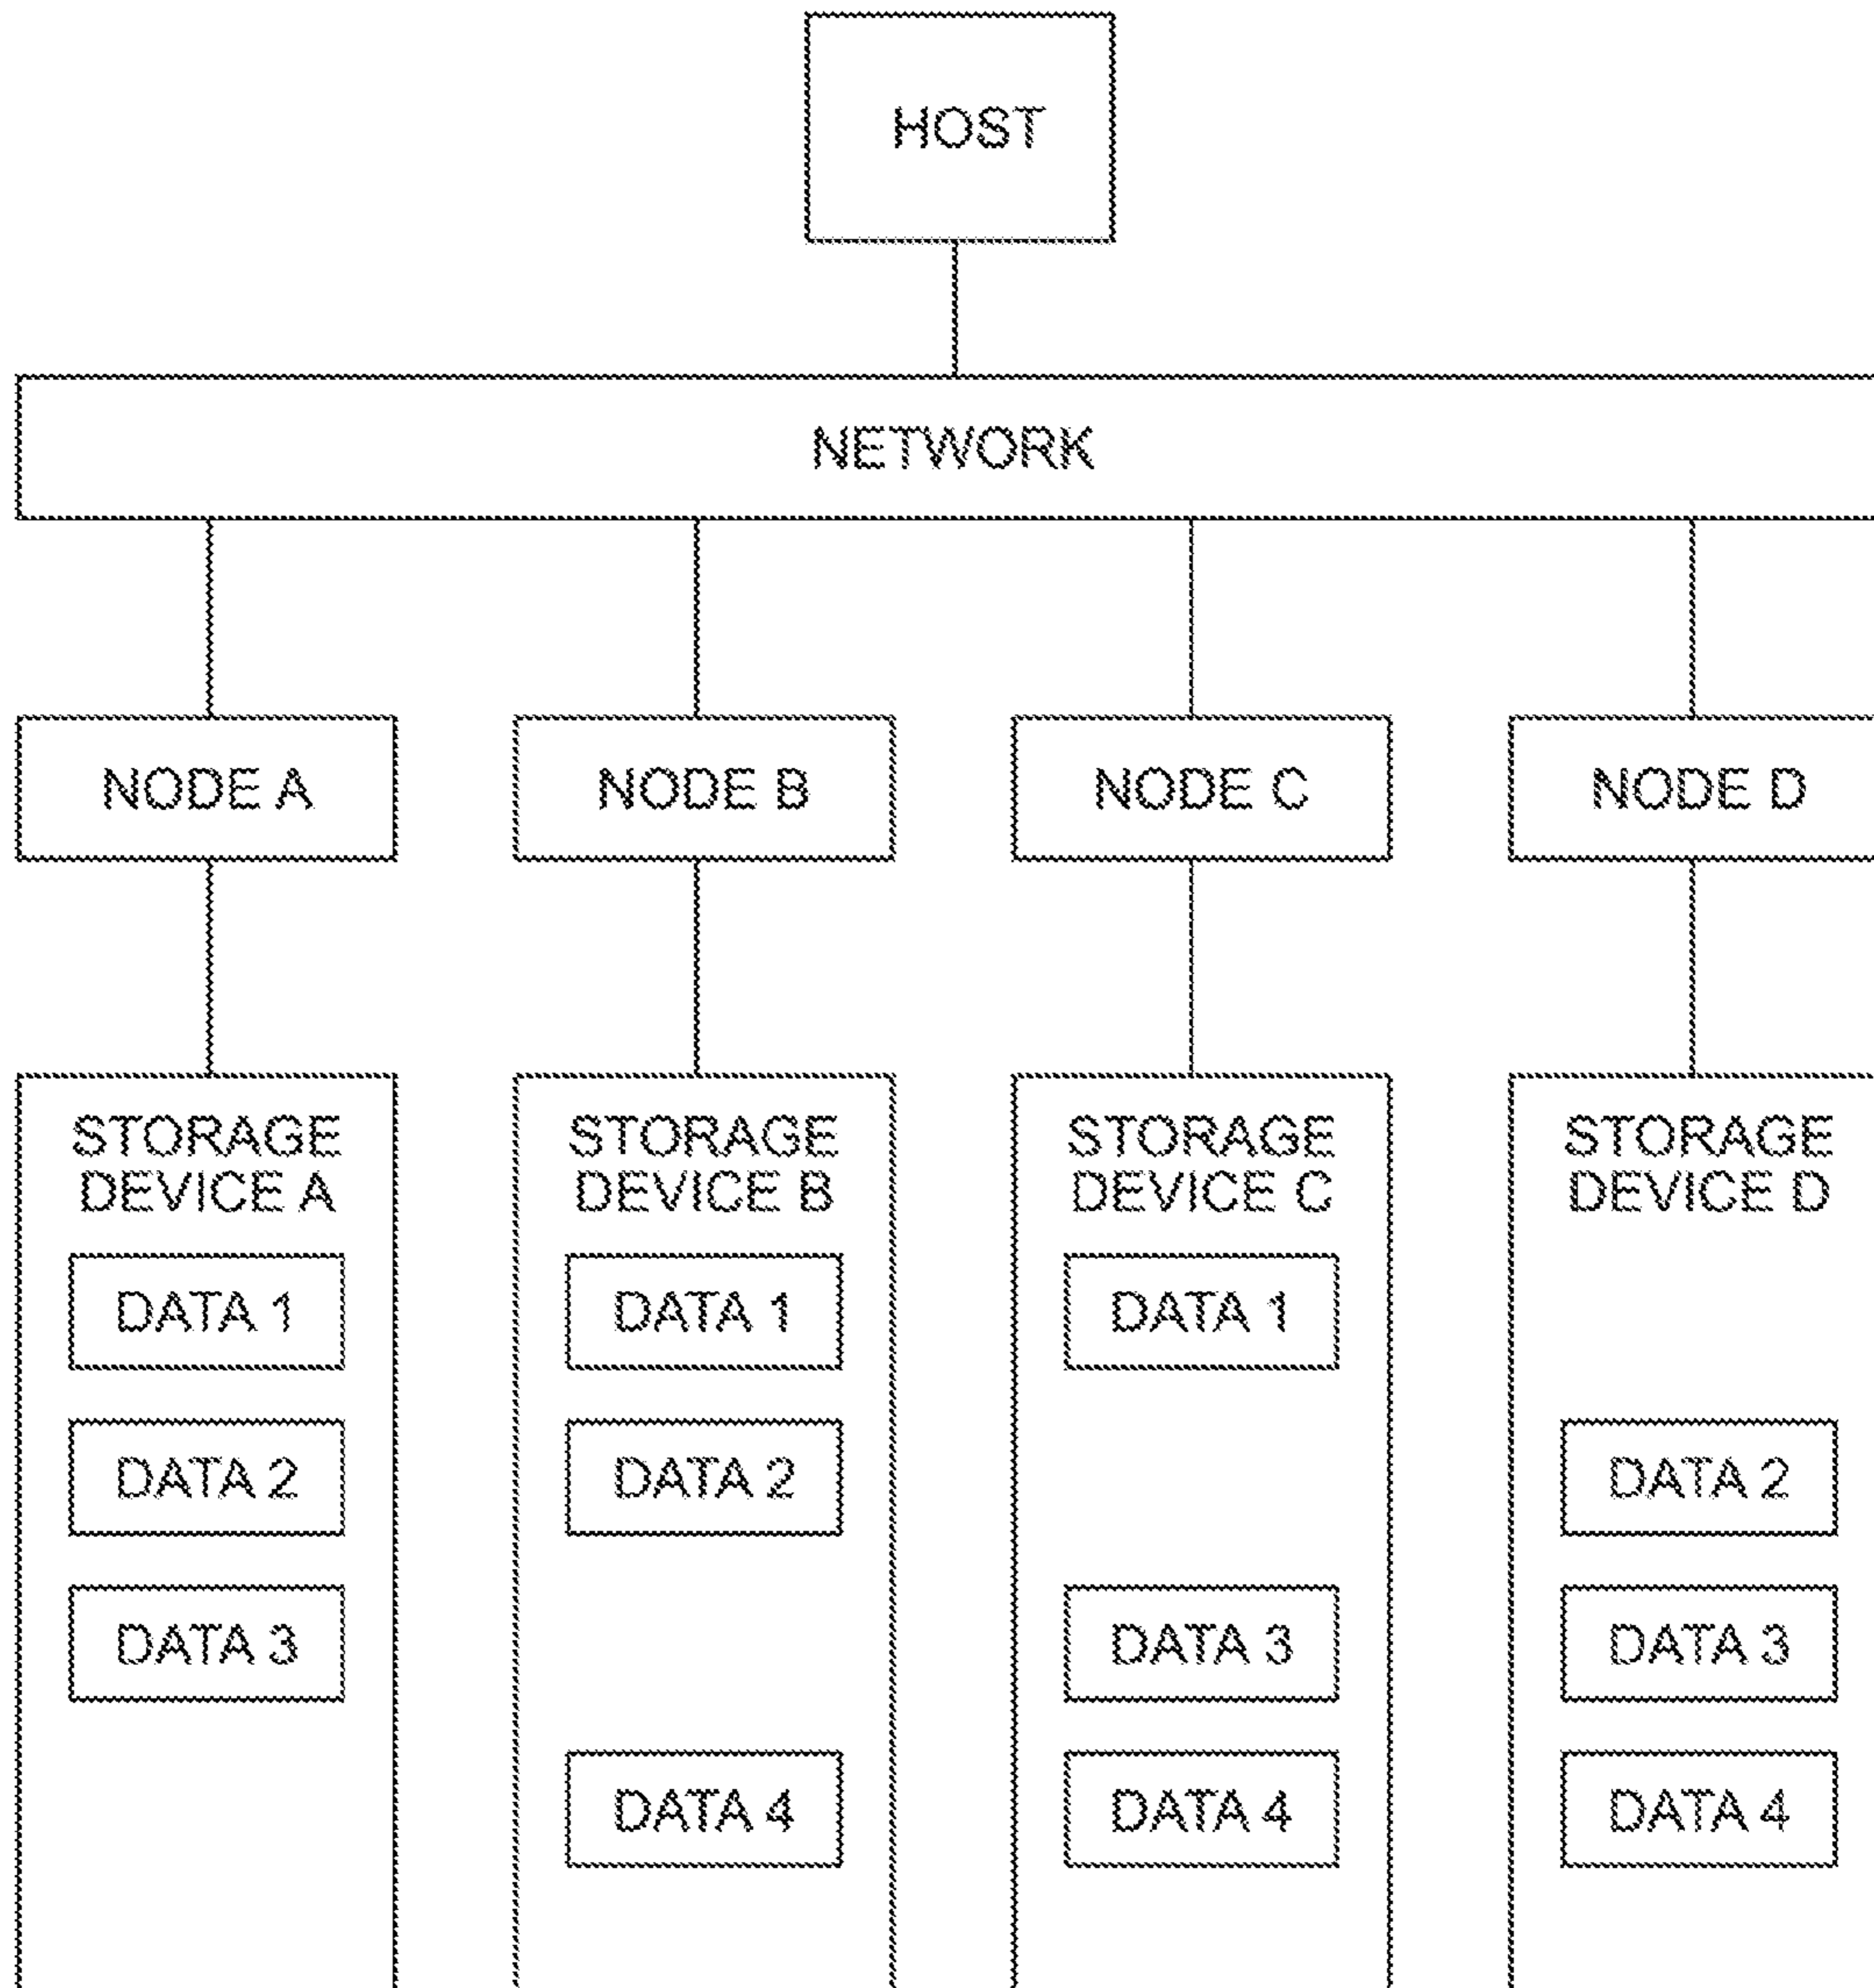 HOST
NETWORK
NODE A
NODE B
NODE C
NODE D
STORAGE
DEVICE A
DATA 1
DATA 2
DATA 3
STORAGE
DEVICE B
DATA 1
DATA 2
DATA 4
STORAGE
DEVICE C
DATA 1
DATA 3
DATA 4
STORAGE
DEVICE D
DATA 2
DATA 3
DATA 4